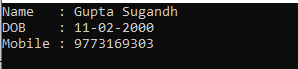 Name   : Gupta Sugandh
DOB    : 11-02-2000
Mobile : 9773169303